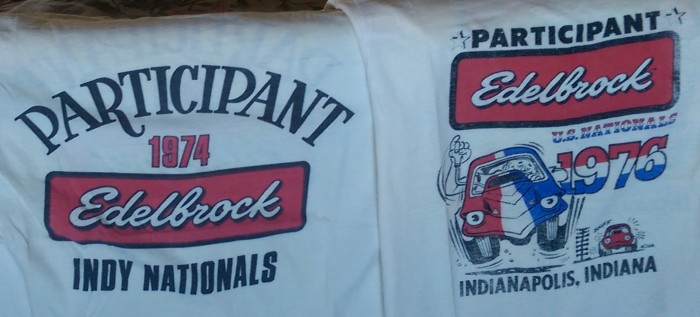 PARTICIPANT
1974
Edelbrock
INDY NATIONALS
PARTICIPANT
Edelbrock
U.S. NATIONALS
1976
INDIANAPOLIS, INDIANA